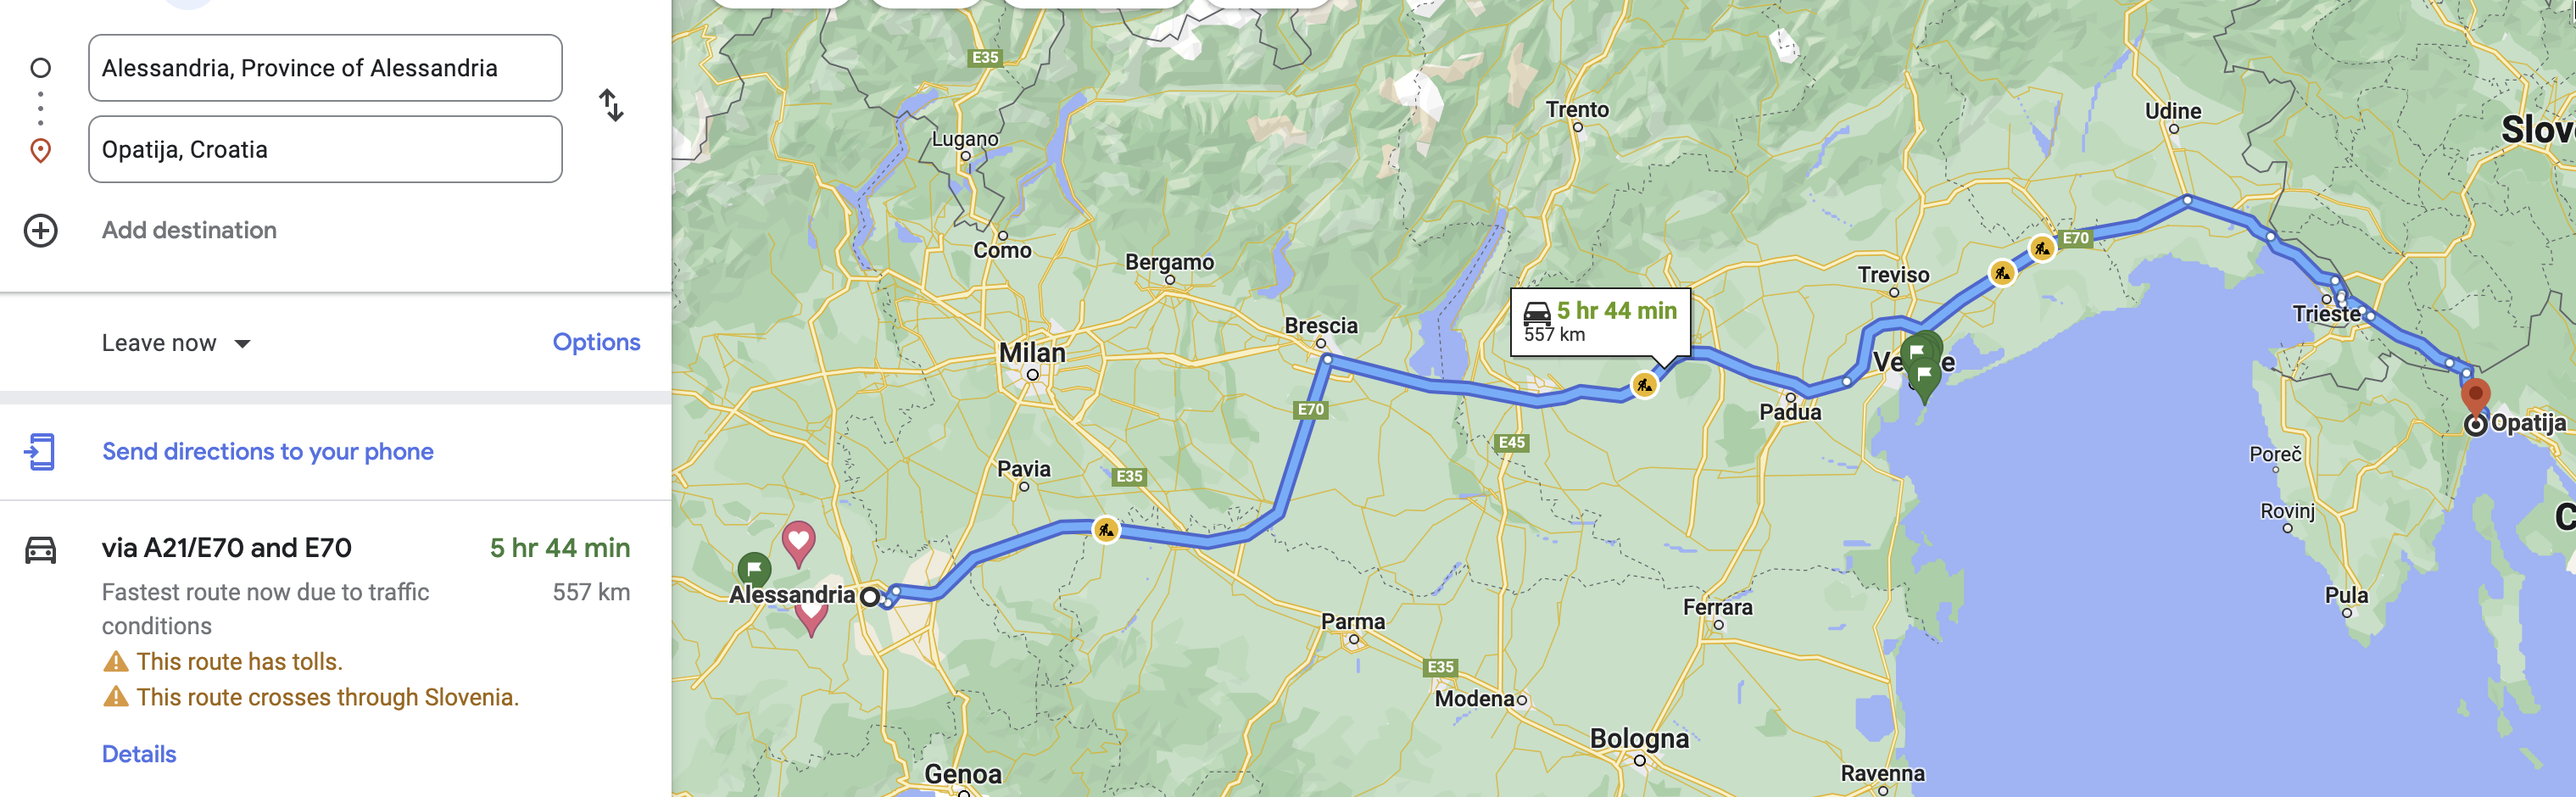 Alessandria, Province of Alessandria
Opatija, Croatia
Add destination
Leave now
Options
Send directions to your phone
via A21/E70 and E70
5 hr 44 min
Fastest route now due to traffic
557 km
conditions
This route has tolls.
This route crosses through Slovenia.
Details
E35
Trento
Udine
Lugano
Como
Bergamo
Treviso
E70
5 hr 44 min
557 km
Brescia
Trieste
Milan
E70
Padua
Opatija
E45
Pavia
E35
Poreč
Rovinj
Alessandria
Ferrara
Pula
Parma
E35
Modena
Bologna
Genoa
Ravenna